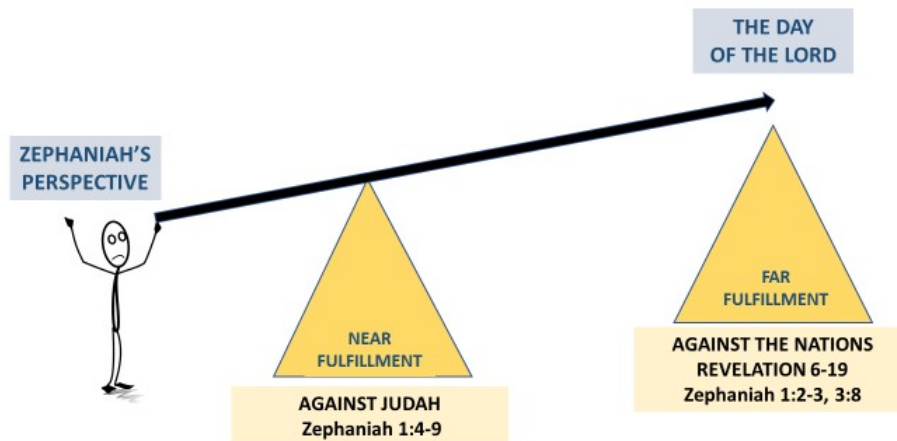 THE DAY
OF THE LORD
ZEPHANIAH'S
PERSPECTIVE
NEAR
FULFILLMENT
AGAINST JUDAH
Zephaniah 1:4-9
FAR
FULFILLMENT
AGAINST THE NATIONS
REVELATION 6-19
Zephaniah 1:2-3, 3:8